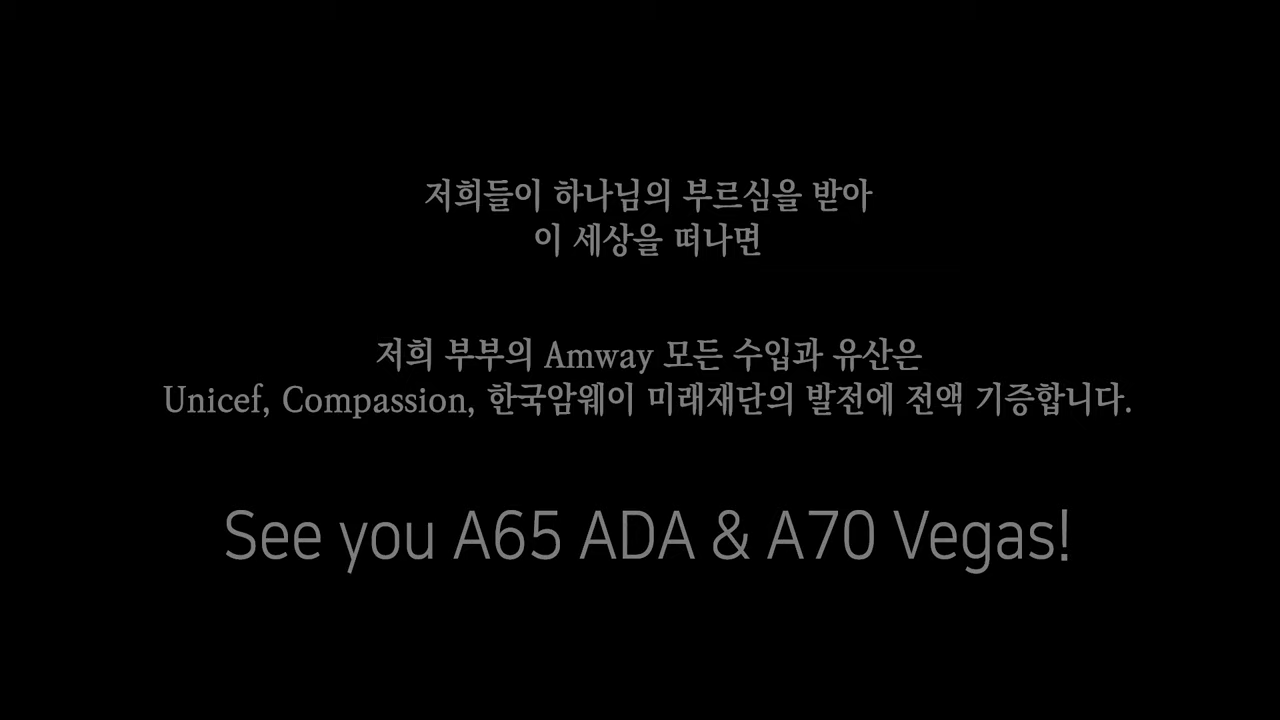 저희들이 하나님의 부르심을 받아
이 세상을 떠나면
저희 부부의 Amway 모든 수입과 유산은
Unicef, Compassion, 한국암웨이 미래재단의 발전에 전액 기증합니다.
See you A65 ADA & A70 Vegas!